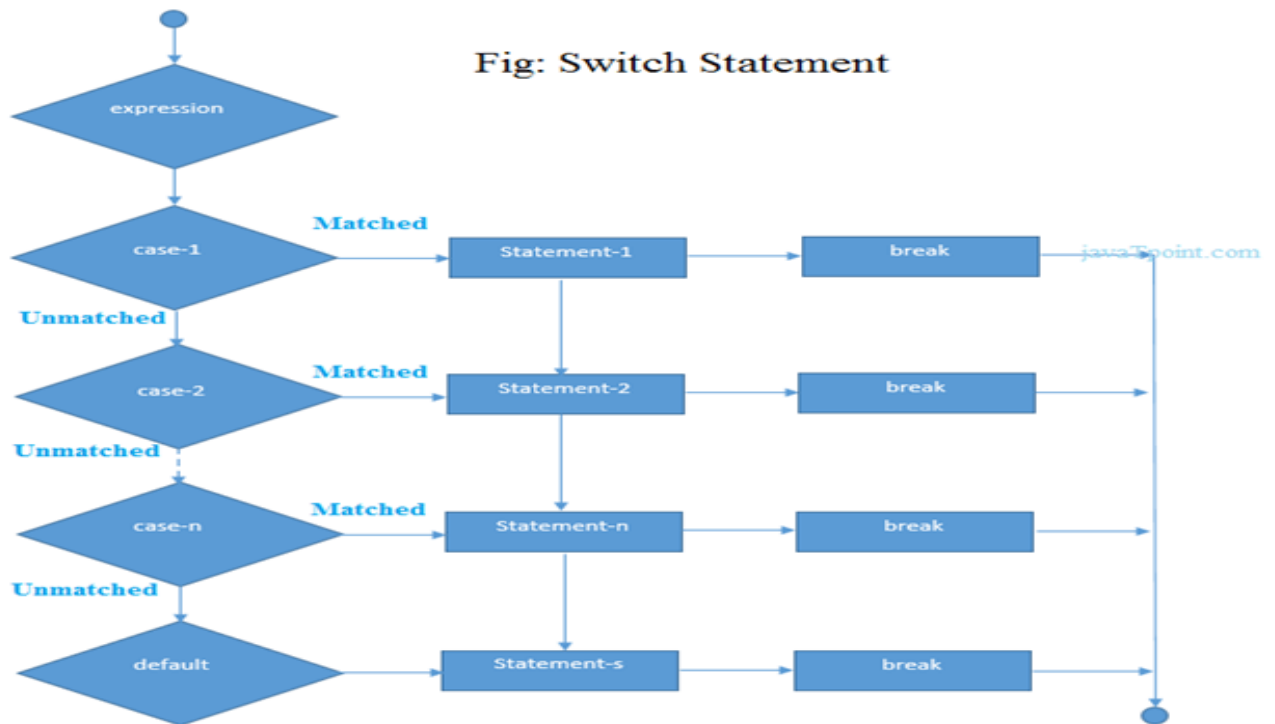 Fig: Switch Statement
expression
case-1
Matched
Statement-1
break
javaTpoint.com
Unmatched
case-2
Matched
Statement-2
break
Unmatched
case-n
Matched
Statement-n
break
Unmatched
default
Statement-s
break